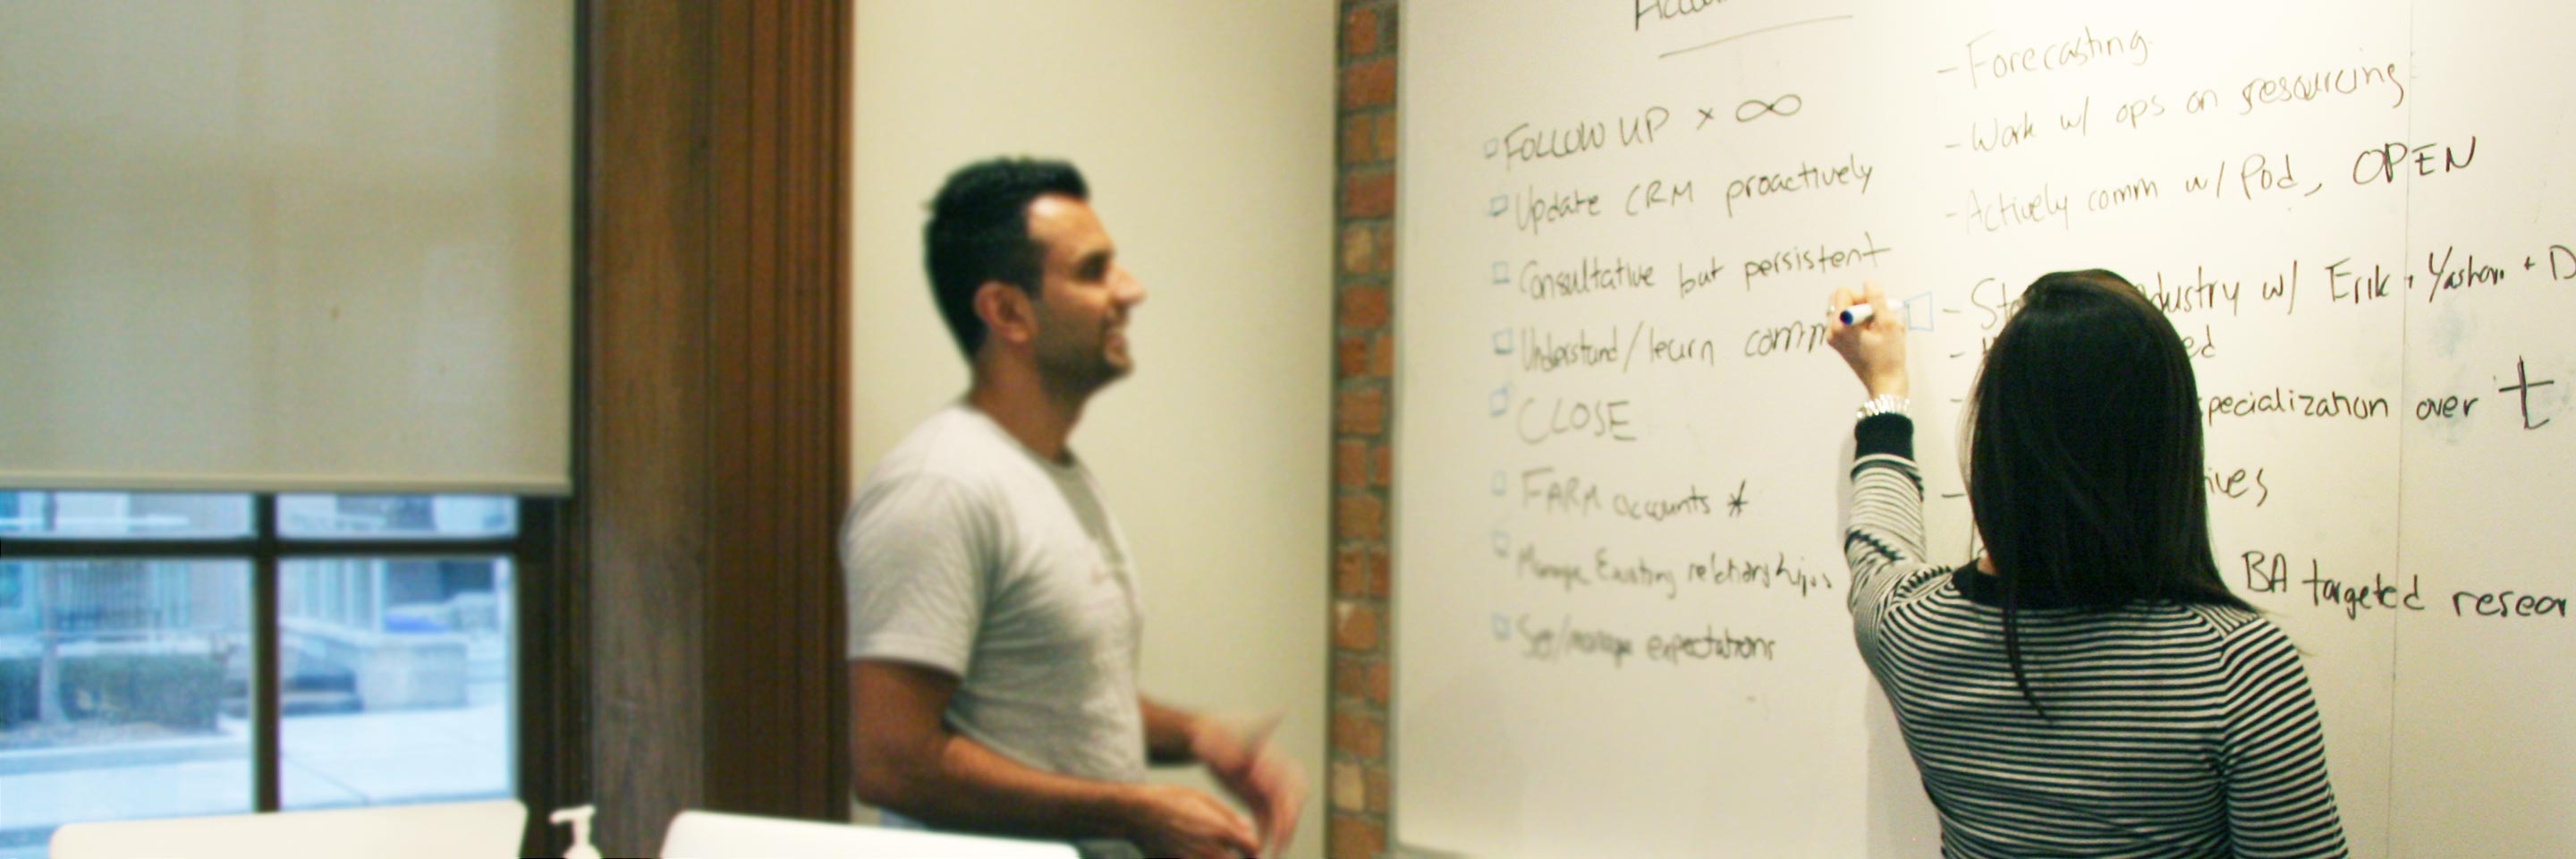 FOLLOW UP x ∞
Update CRM proactively
Consultative but persistent
Understand/learn comm
CLOSE
FARM accounts *
Manage Existing relationships
Set/manage expectations
- Forecasting
- Work w/ ops on resourcing
- Actively comm w/ Pod, OPEN
- St dustry w/ Erik + Yashar + D
- ed
- pecialization over t
- ives
BA targeted resear